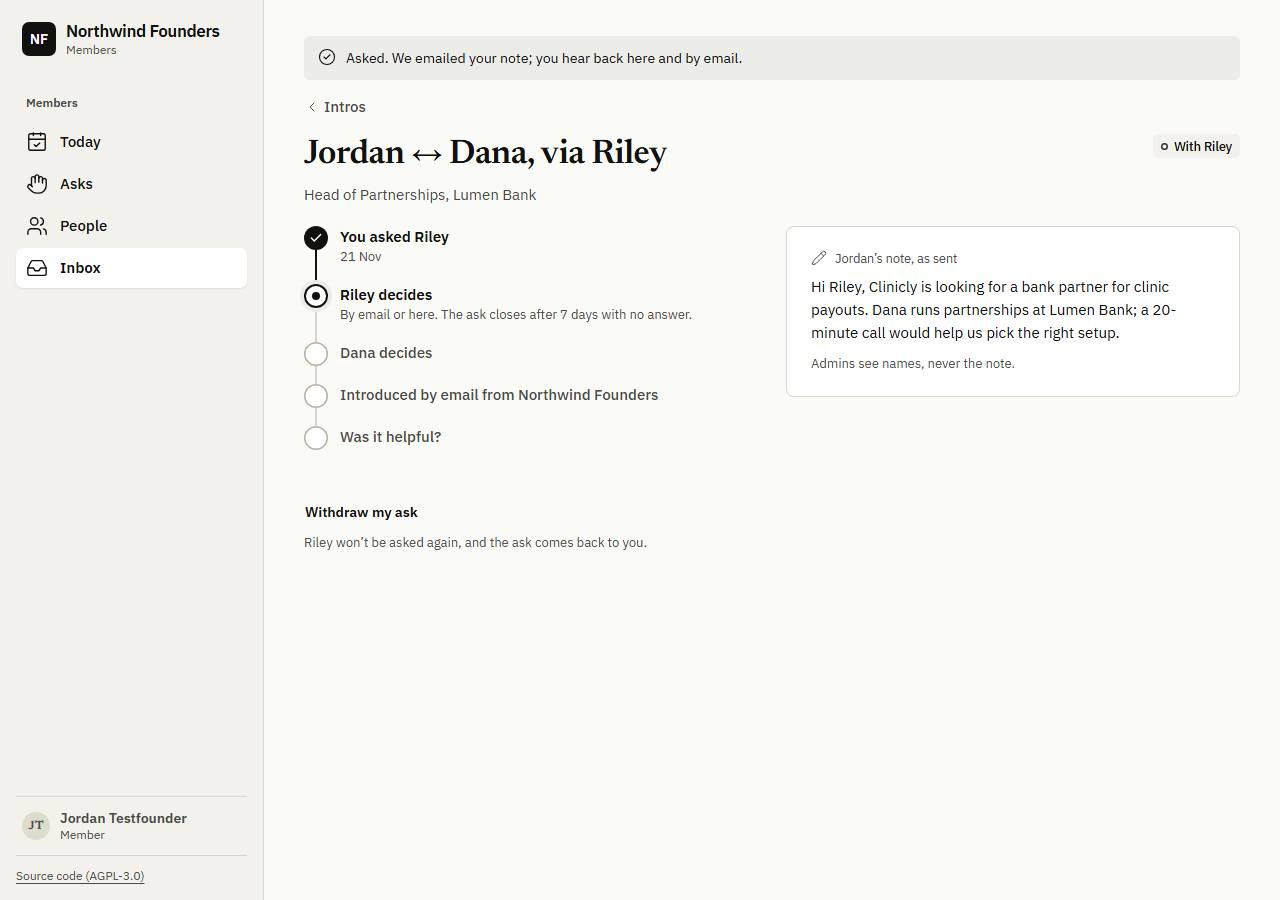 NF
Northwind Founders
Members
Members
Today
Asks
People
Inbox
JT
Jordan Testfounder
Member
Source code (AGPL-3.0)
Asked. We emailed your note; you hear back here and by email.
Intros
Jordan ↔ Dana, via Riley
With Riley
Head of Partnerships, Lumen Bank
You asked Riley
21 Nov
Riley decides
By email or here. The ask closes after 7 days with no answer.
Dana decides
Introduced by email from Northwind Founders
Was it helpful?
Jordan’s note, as sent
Hi Riley, Clinicly is looking for a bank partner for clinic
payouts. Dana runs partnerships at Lumen Bank; a 20-
minute call would help us pick the right setup.
Admins see names, never the note.
Withdraw my ask
Riley won’t be asked again, and the ask comes back to you.